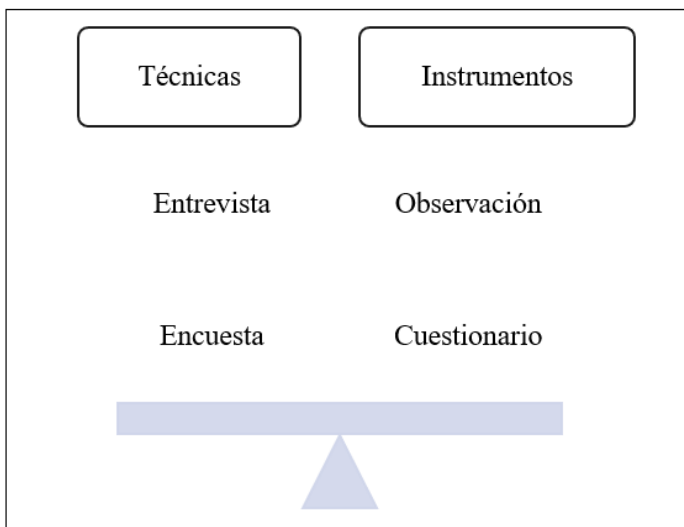 Técnicas
Instrumentos
Entrevista
Observación
Encuesta
Cuestionario